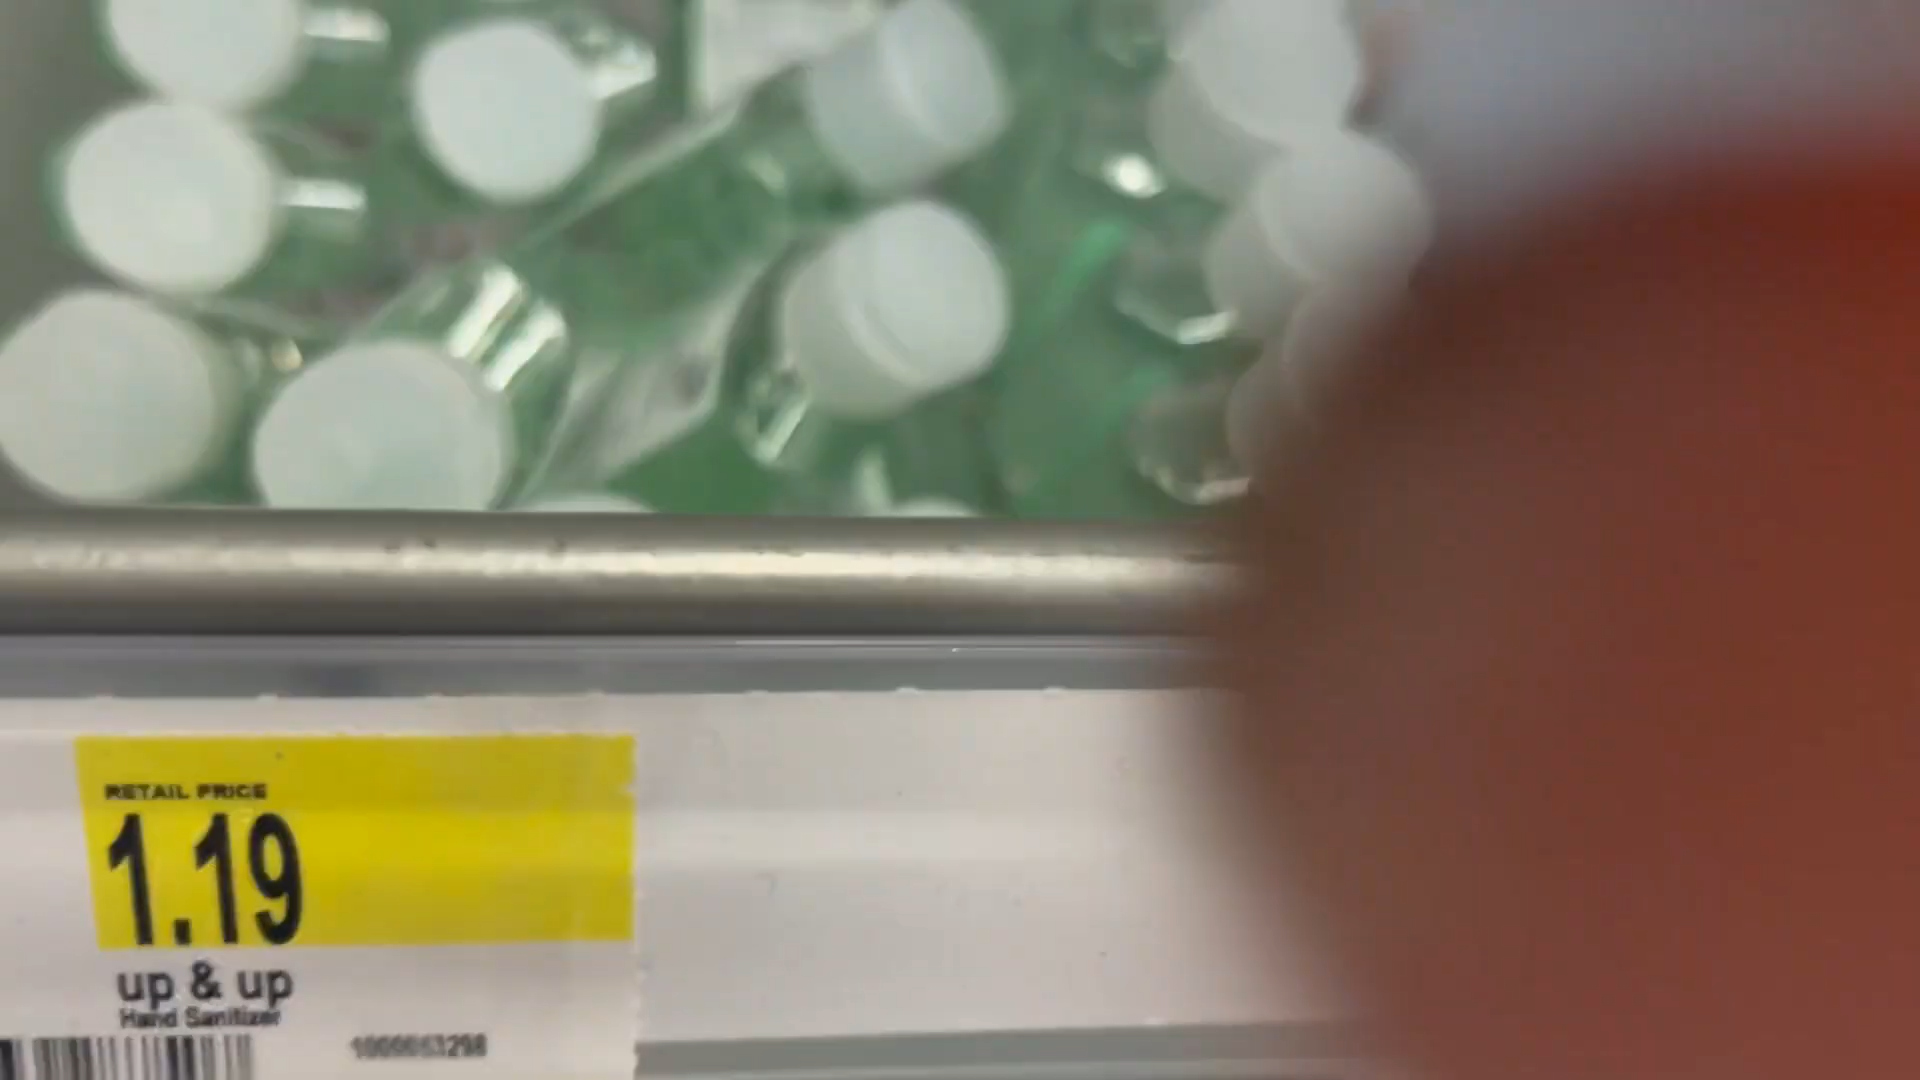 RETAIL PRICE
1.19
up & up
Hand Sanitizer